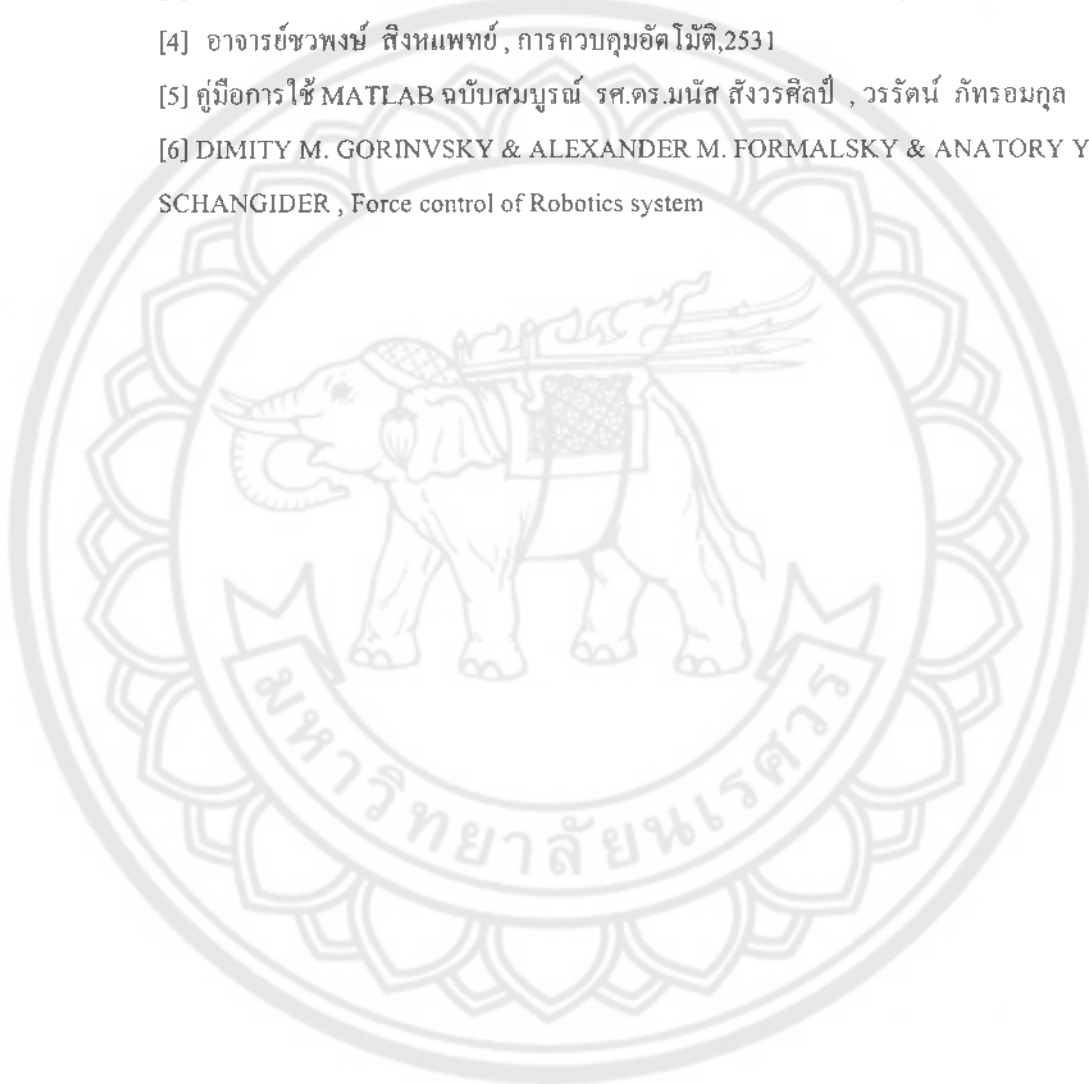 [4] อาจารย์ชวพงษ์ สิงหแพทย์ , การควบคุมอัตโมัติ,2531
[5] คู่มือการใช้ MATLAB ฉบับสมบูรณ์ รศ.ดร.มนัส สังวรศิลป์ , วรรัตน์ ภัทรอมกุล
[6] DIMITY M. GORINVSKY & ALEXANDER M. FORMALSKY & ANATORY Y
SCHANGIDER , Force control of Robotics system
มหาวิทยาลัยนเรศวร